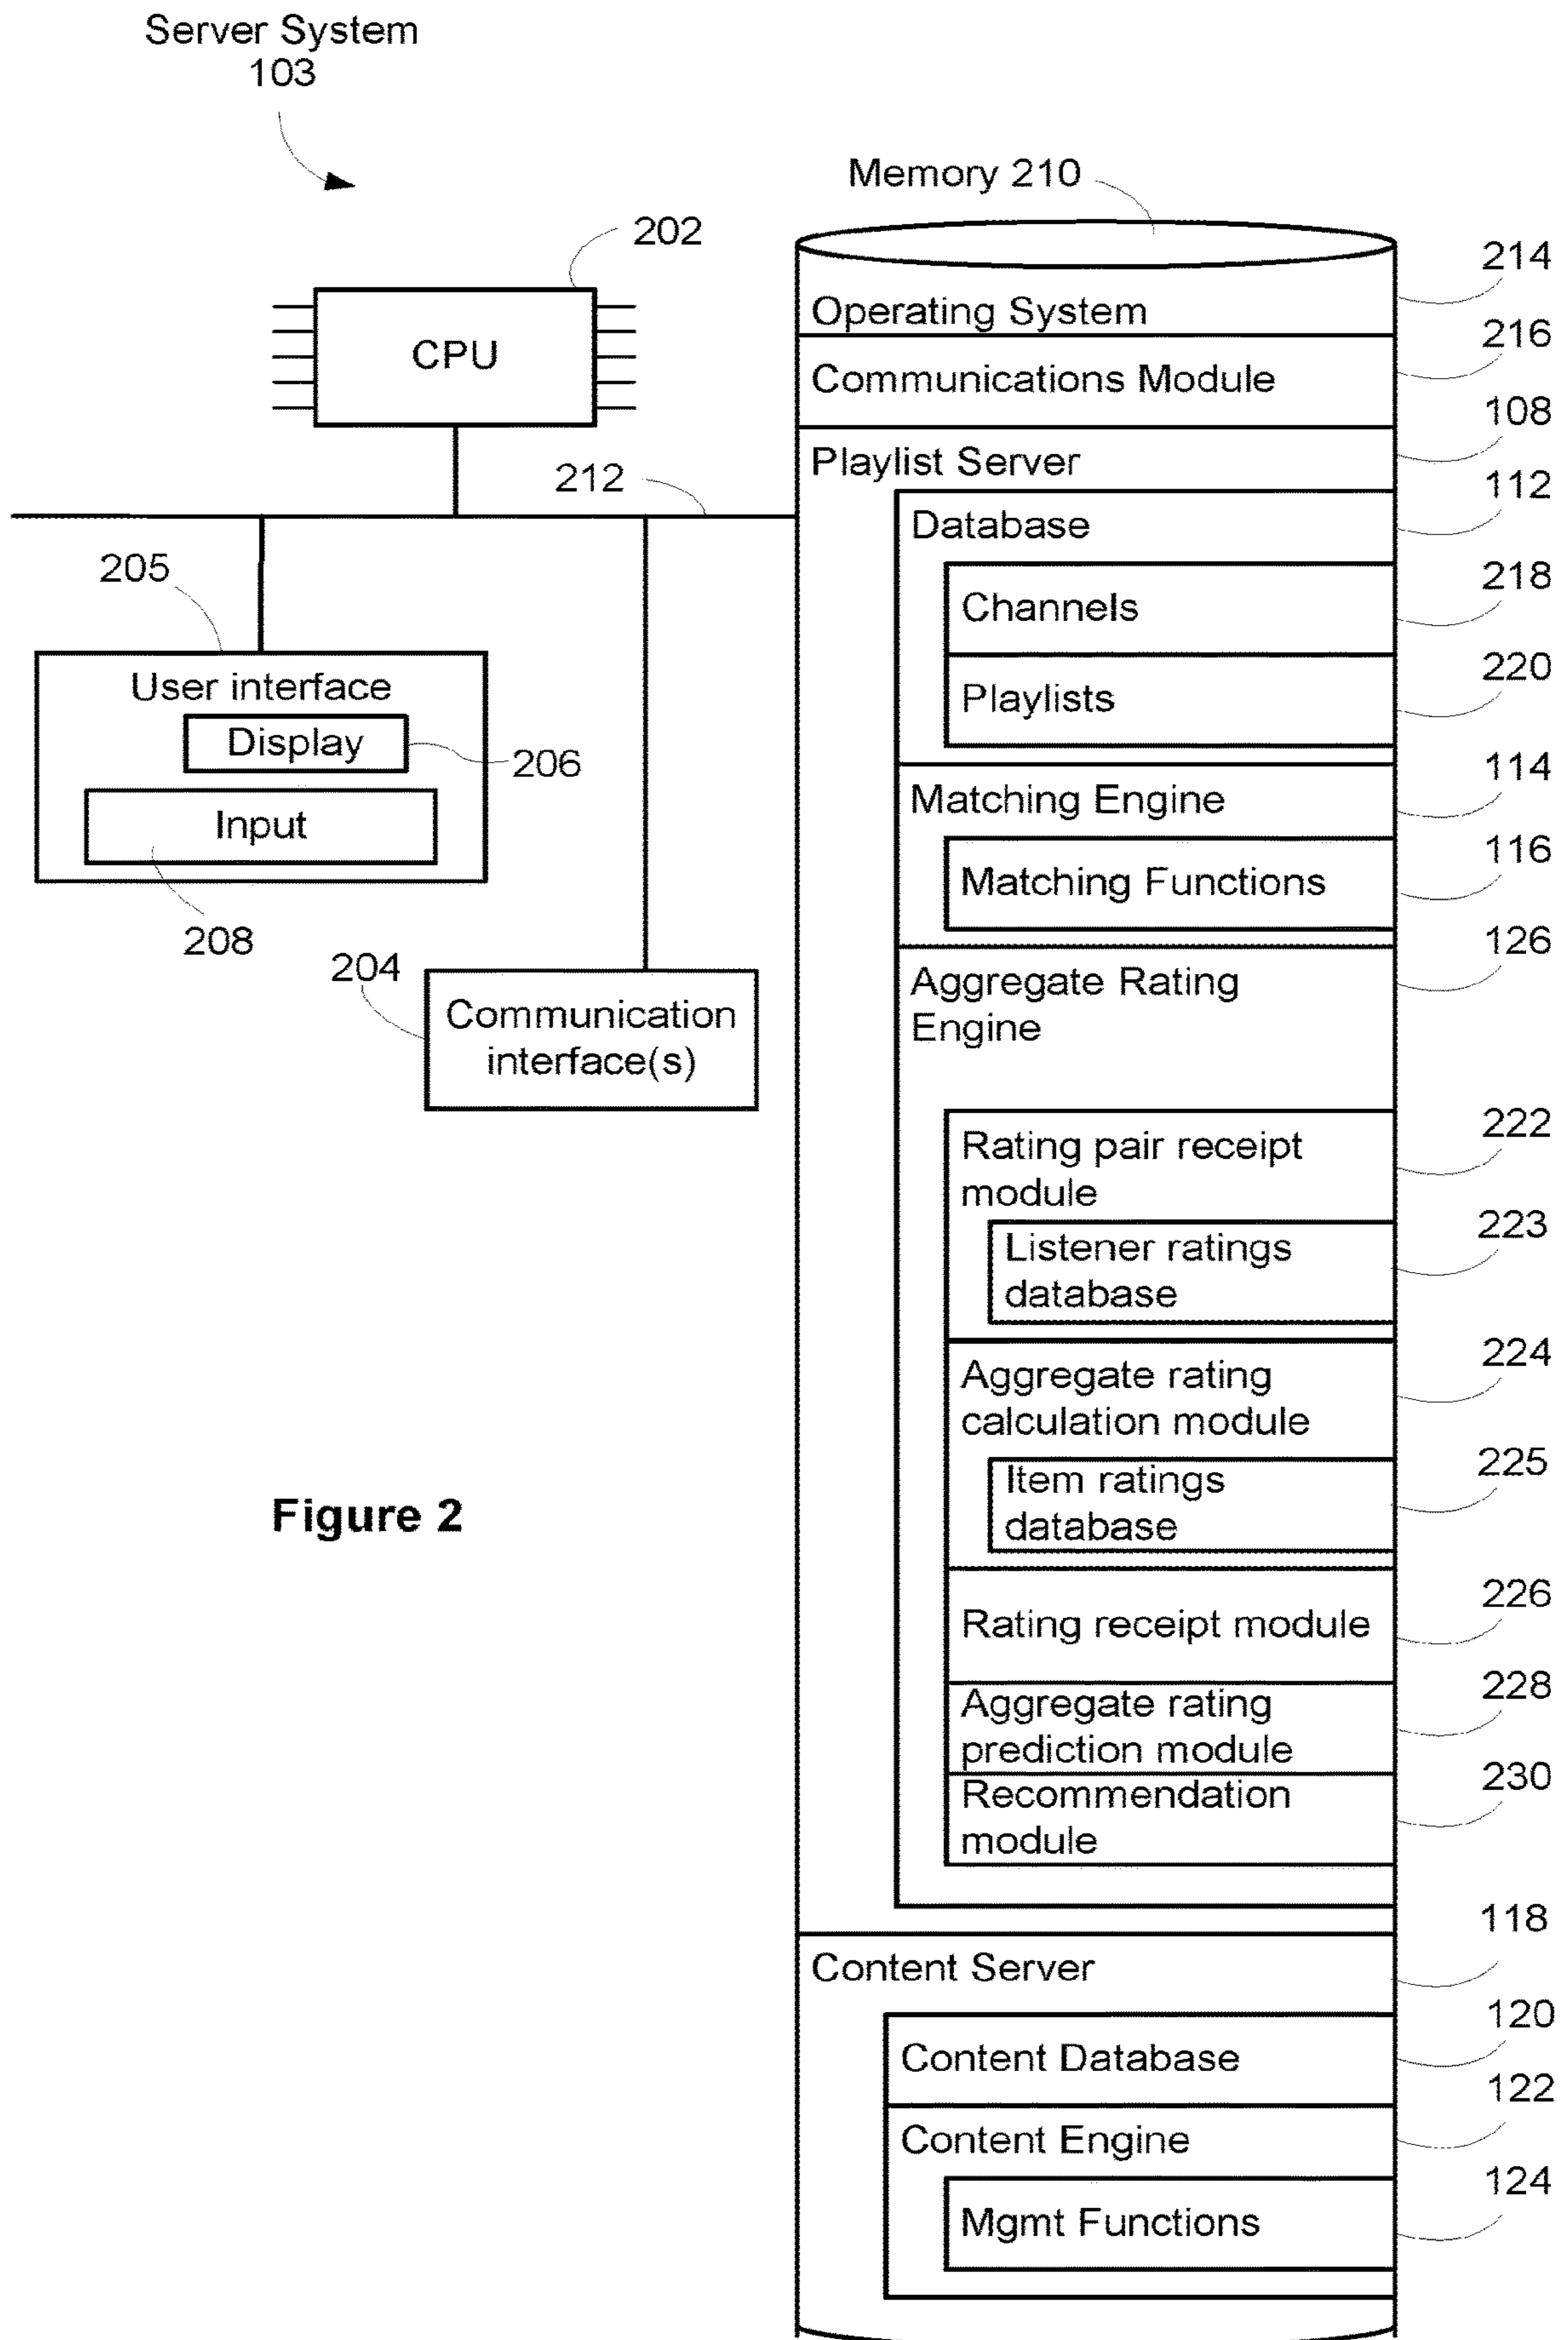 Server System
103
Memory 210
202
CPU
212
205
User interface
Display
206
Input
208
204
Communication
interface(s)
Figure 2
Operating System
214
Communications Module
216
Playlist Server
108
Database
112
Channels
218
Playlists
220
Matching Engine
114
Matching Functions
116
Aggregate Rating
Engine
126
Rating pair receipt
module
222
Listener ratings
database
223
Aggregate rating
calculation module
224
Item ratings
database
225
Rating receipt module
226
Aggregate rating
prediction module
228
Recommendation
module
230
Content Server
118
Content Database
120
Content Engine
122
Mgmt Functions
124